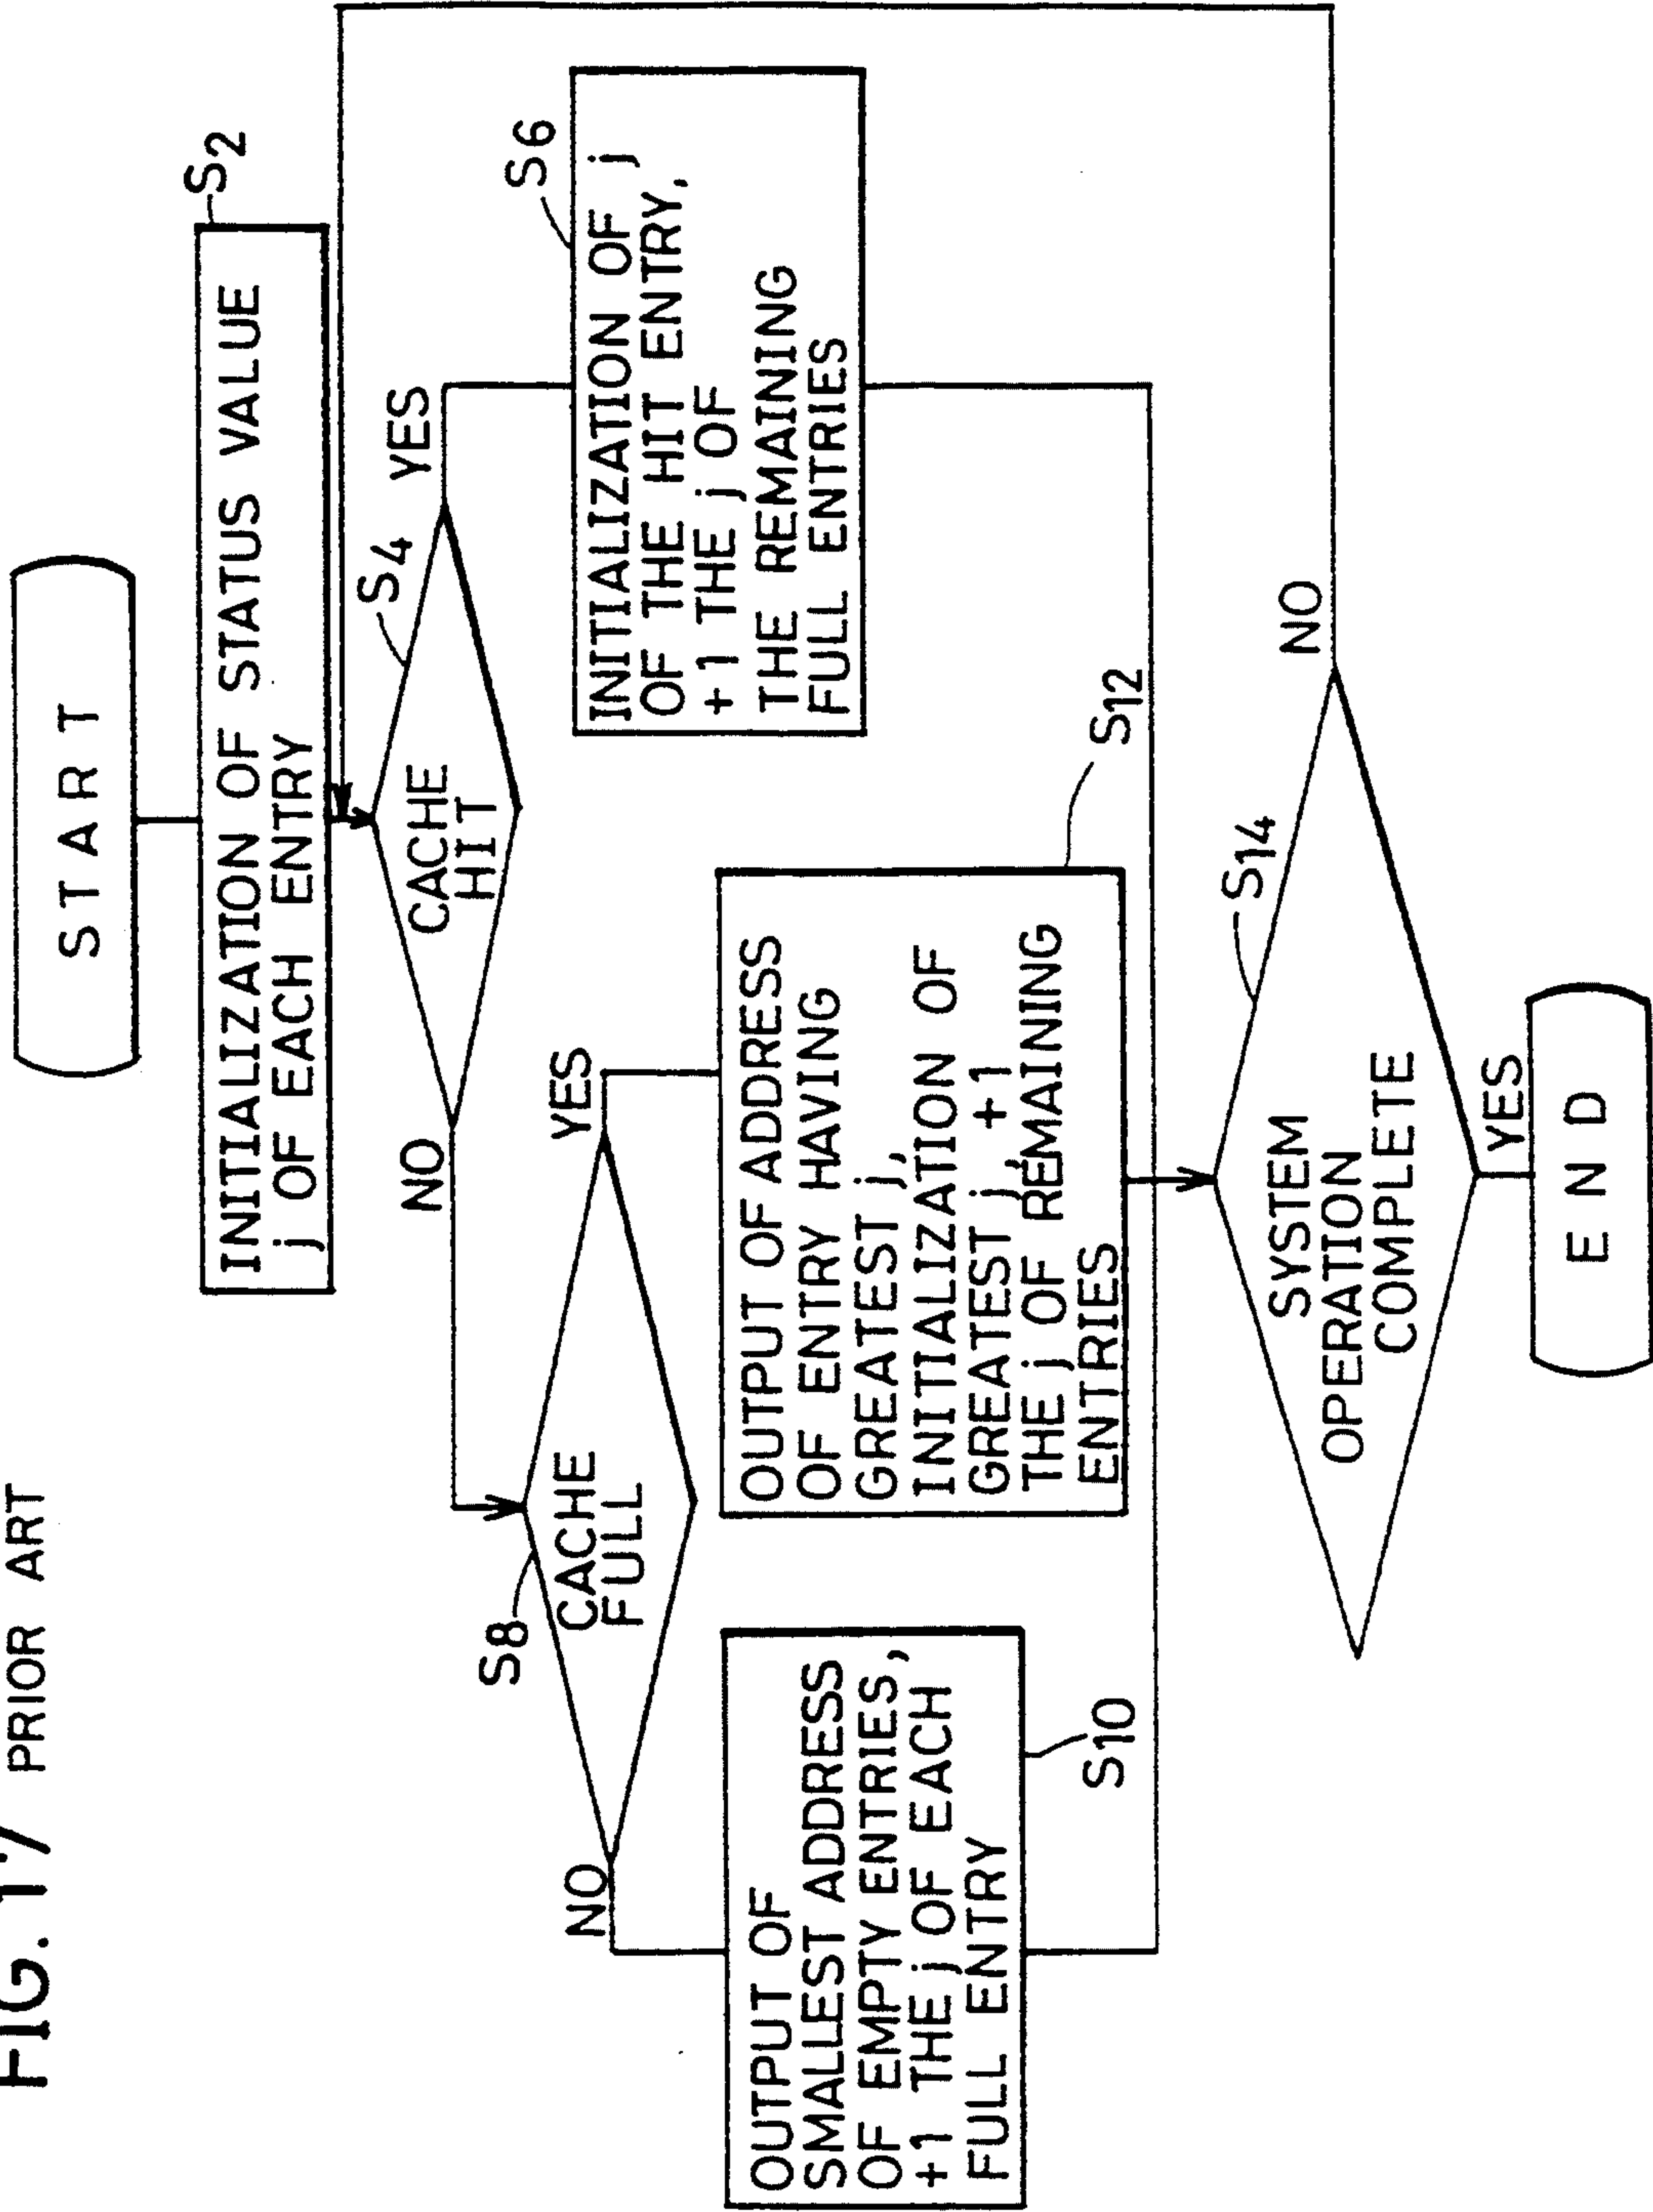 FIG. 17 PRIOR ART
START
INITIALIZATION OF STATUS VALUE
j OF EACH ENTRY
S2
CACHE
HIT
S4
YES
NO
INITIALIZATION OF j
OF THE HIT ENTRY,
+1 THE j OF
THE REMAINING
FULL ENTRIES
S6
CACHE
FULL
S8
YES
NO
OUTPUT OF
SMALLEST ADDRESS
OF EMPTY ENTRIES,
+1 THE j OF EACH
FULL ENTRY
S10
OUTPUT OF ADDRESS
OF ENTRY HAVING
GREATEST j,
INITIALIZATION OF
GREATEST j, +1
THE j OF REMAINING
ENTRIES
S12
SYSTEM
OPERATION
COMPLETE
S14
NO
YES
END